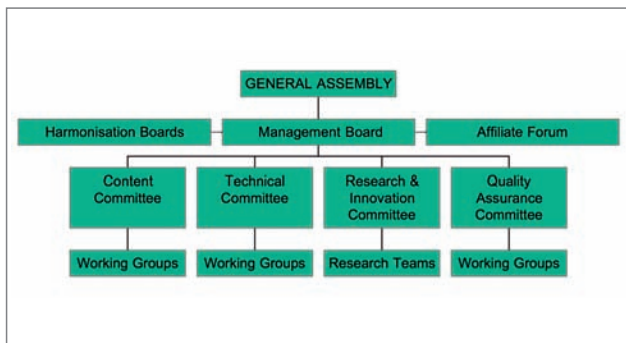 GENERAL ASSEMBLY
Harmonisation Boards
Management Board
Affiliate Forum
Content
Committee
Technical
Committee
Research &
Innovation
Committee
Quality
Assurance
Committee
Working Groups
Working Groups
Research Teams
Working Groups